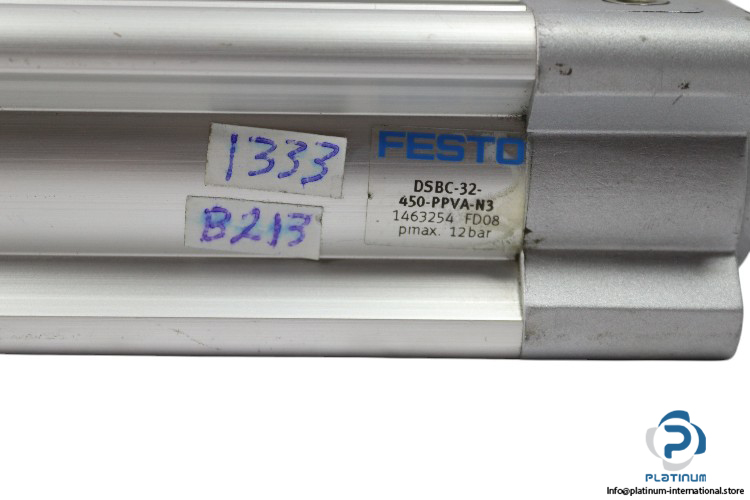 1333
B213
FESTO
DSBC-32-
450-PPVA-N3
1463254 FD08
pmax. 12bar
PLATINUM
Info@platinum-international.store